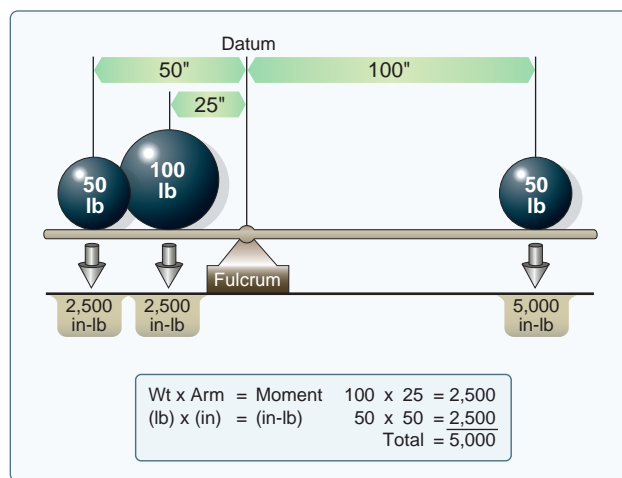 Datum
50"
100"
25"
50
lb
100
lb
50
lb
Fulcrum
2,500
in-lb
2,500
in-lb
5,000
in-lb
Wt x Arm = Moment 100 x 25 = 2,500
(lb) x (in) = (in-lb) 50 x 50 = 2,500
Total = 5,000